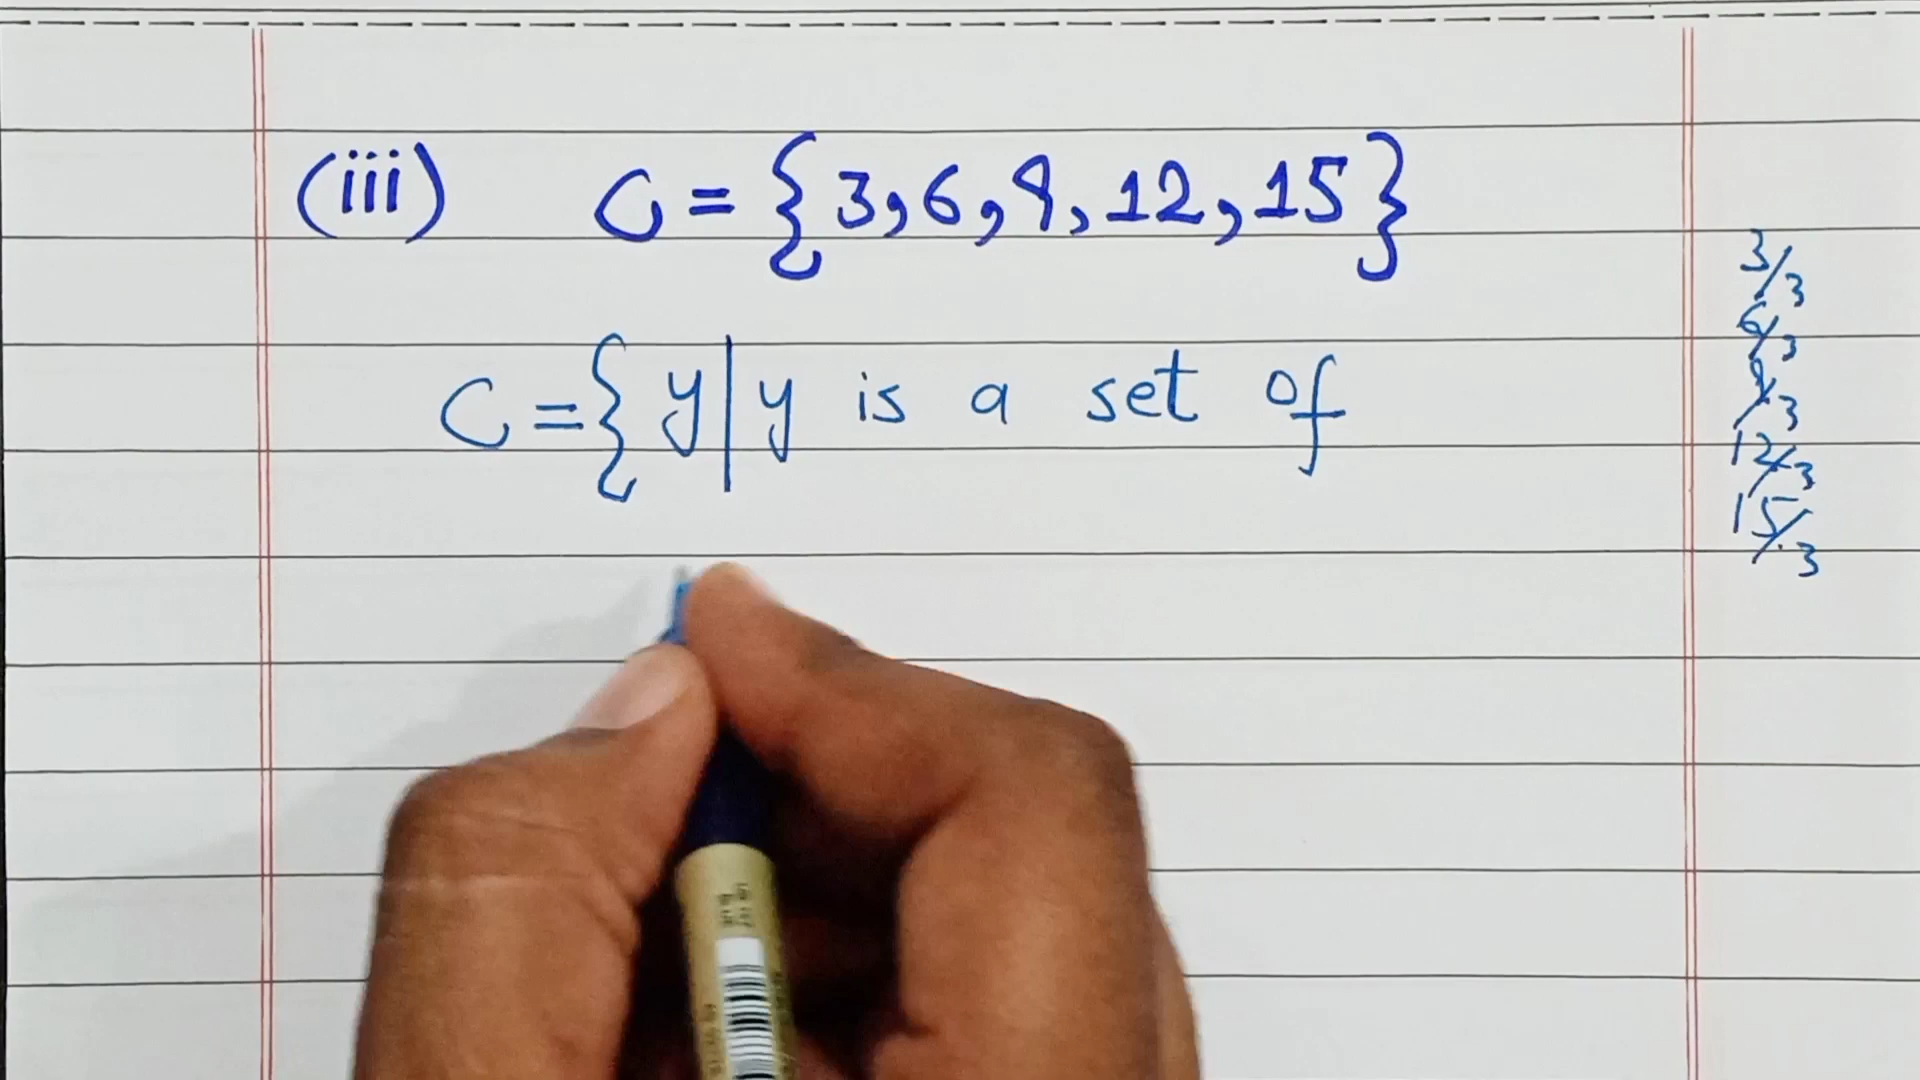 (iii) C = {3,6,9,12,15}
C = { y | y is a set of
3/3
6/3
9/3
12/3
15/3